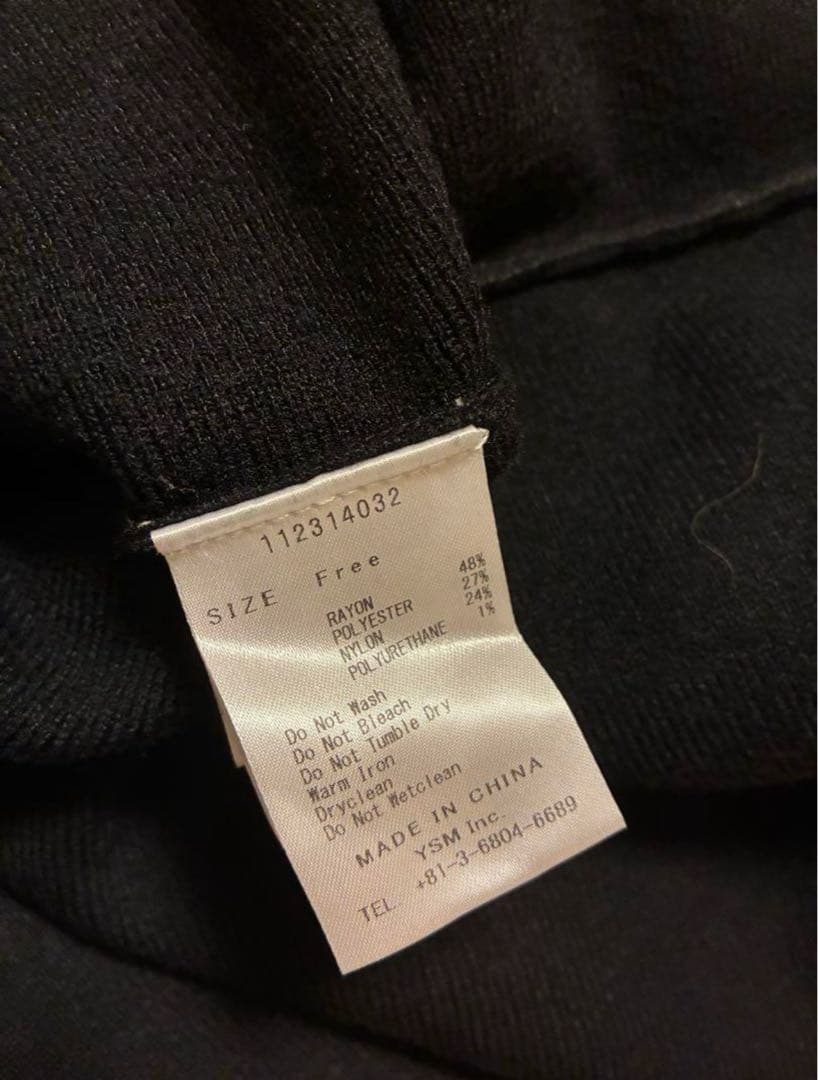 112314032
SIZE Free
RAYON 48%
POLYESTER 27%
NYLON 24%
POLYURETHANE 1%
Do Not Wash
Do Not Bleach
Do Not Tumble Dry
Warm Iron
Dryclean
Do Not Wetclean
MADE IN CHINA
YSM Inc.
TEL. +81-3-6804-6689